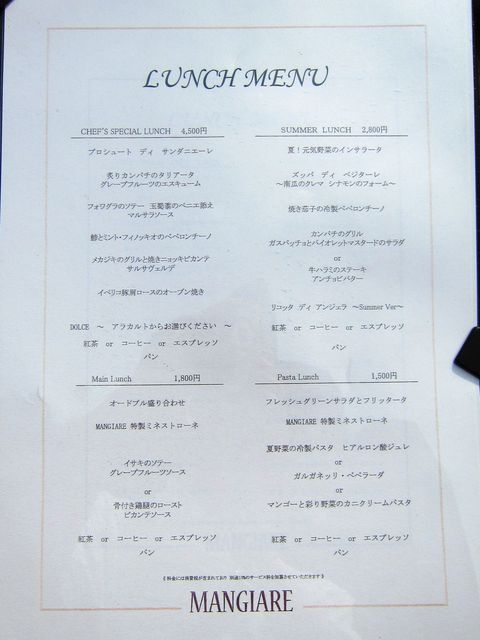 LUNCH MENU
CHEF'S SPECIAL LUNCH 4,500円
プロシュート ディ サンダニエーレ
炙りカンパチのタリアータ
グレープフルーツのエスキューム
フォワグラのソテー 玉蜀黍のベニエ添え
マルサラソース
鯵とミント・フィノッキオのペペロンチーノ
メカジキのグリルと焼きニョッキピカンテ
サルサヴェルデ
イベリコ豚肩ロースのオーブン焼き
DOLCE ~ アラカルトからお選びください ~
紅茶 or コーヒー or エスプレッソ
パン
SUMMER LUNCH 2,800円
夏!元気野菜のインサラータ
ズッパ ディ ベジターレ
~南瓜のクレマ シナモンのフォーム~
焼き茄子の冷製ペペロンチーノ
カンパチのグリル
ガスパッチョとバイオレットマスタードのサラダ
or
牛ハラミのステーキ
アンチョビバター
リコッタ ディ アンジェラ ~Summer Ver~
紅茶 or コーヒー or エスプレッソ
パン
Main Lunch 1,800円
オードブル盛り合わせ
MANGIARE 特製ミネストローネ
イサキのソテー
グレープフルーツソース
or
骨付き鶏腿のロースト
ピカンテソース
紅茶 or コーヒー or エスプレッソ
パン
Pasta Lunch 1,500円
フレッシュグリーンサラダとフリッタータ
MANGIARE 特製ミネストローネ
夏野菜の冷製パスタ ヒアルロン酸ジュレ
or
ガルガネッリ・ペペラーダ
or
マンゴーと彩り野菜のカニクリームパスタ
紅茶 or コーヒー or エスプレッソ
パン
MANGIARE